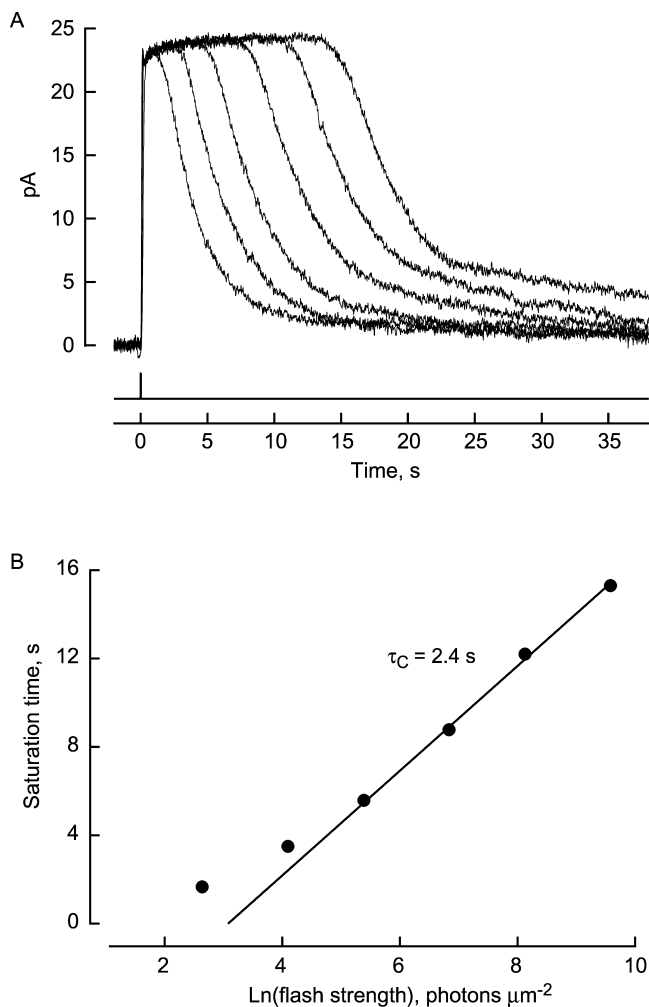 A
25
20
15
10
5
0
pA
0 5 10 15 20 25 30 35
Time, s
B
16
12
8
4
0
Saturation time, s
τC = 2.4 s
2 4 6 8 10
Ln(flash strength), photons μm-2